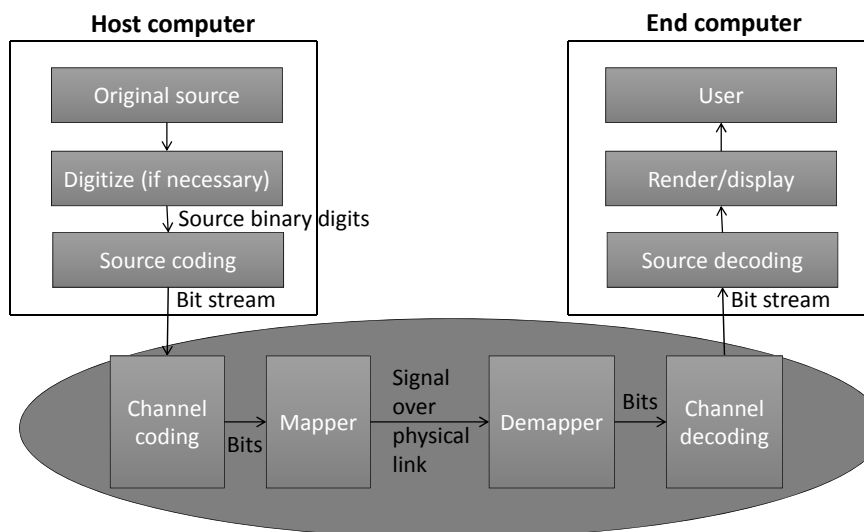 Host computer
Original source
Digitize (if necessary)
Source binary digits
Source coding
Bit stream
End computer
User
Render/display
Source decoding
Bit stream
Channel
coding
Bits
Mapper
Signal
over
physical
link
Demapper
Bits
Channel
decoding